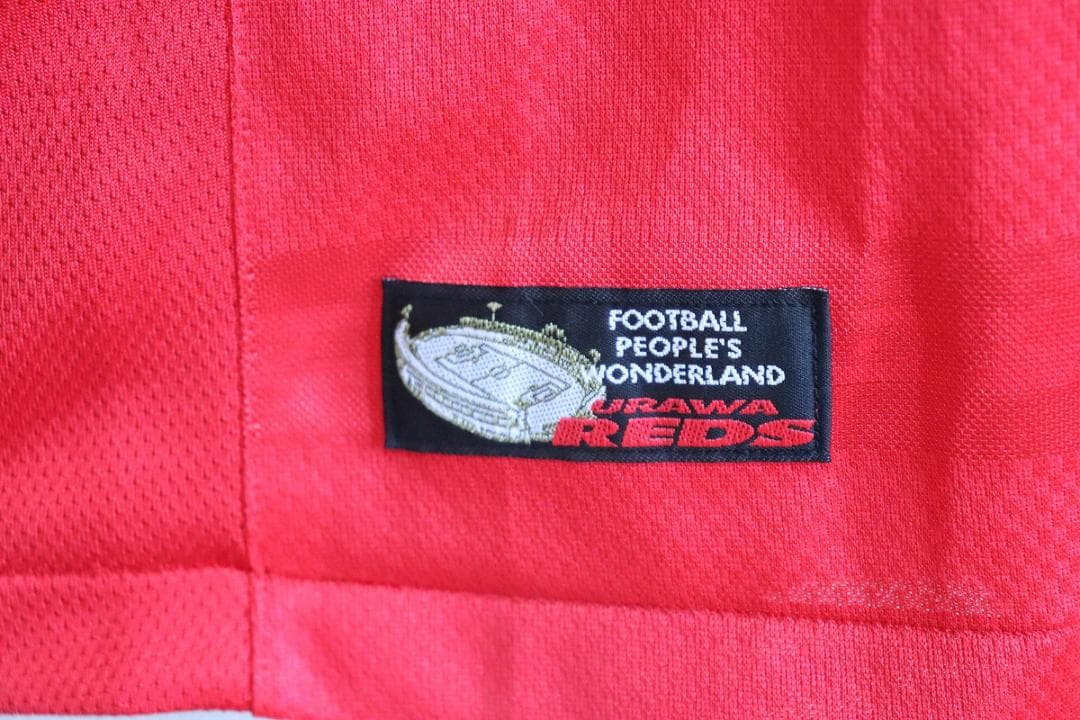 FOOTBALL
PEOPLE'S
WONDERLAND
URAWA
REDS